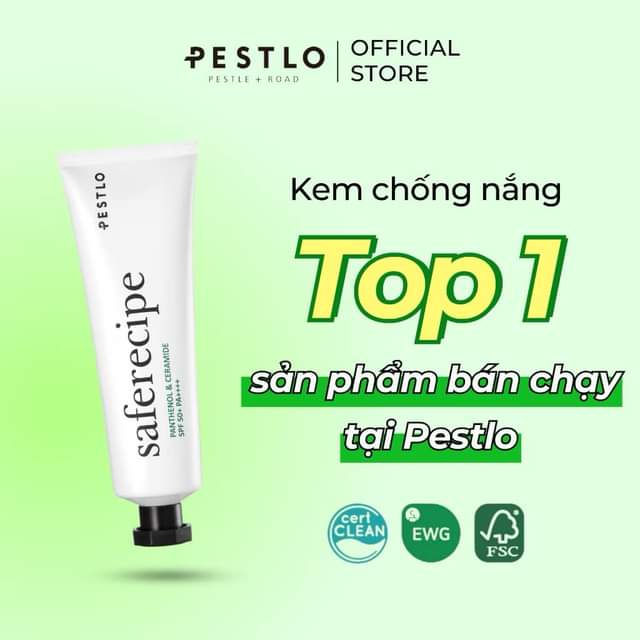 PESTLO
PESTLE + ROAD
OFFICIAL
STORE
Kem chống nắng
Top 1
sản phẩm bán chạy
tại Pestlo
PESTLO
saferecipe
PANTHENOL & CERAMIDE
SPF 50+ PA++++
cert
CLEAN
EWG
FSC